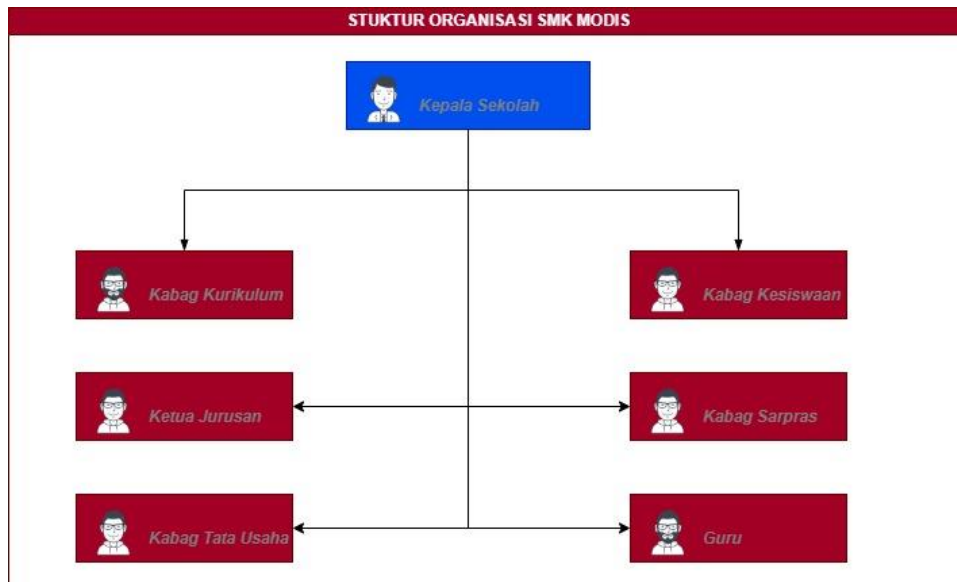 STUKTUR ORGANISASI SMK MODIS
Kepala Sekolah
Kabag Kurikulum
Kabag Kesiswaan
Ketua Jurusan
Kabag Sarpras
Kabag Tata Usaha
Guru